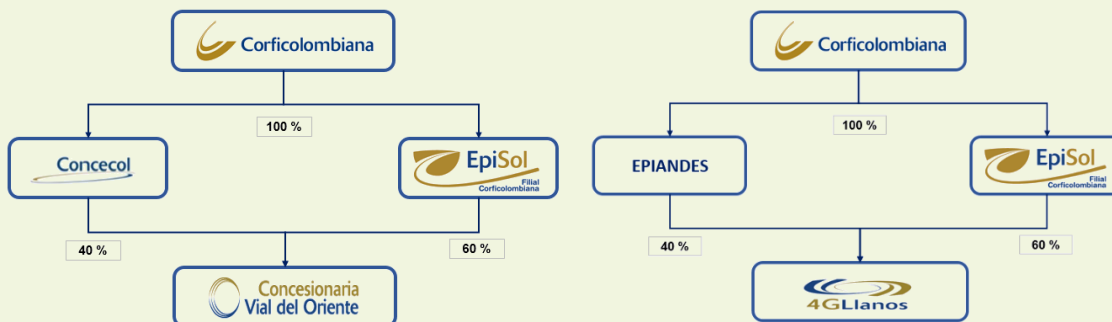 Corficolombiana
100 %
Concecol
EpiSol
Filial
Corficolombiana
40 %
60 %
Concesionaria
Vial del Oriente
Corficolombiana
100 %
EPIANDES
EpiSol
Filial
Corficolombiana
40 %
60 %
4GLlanos